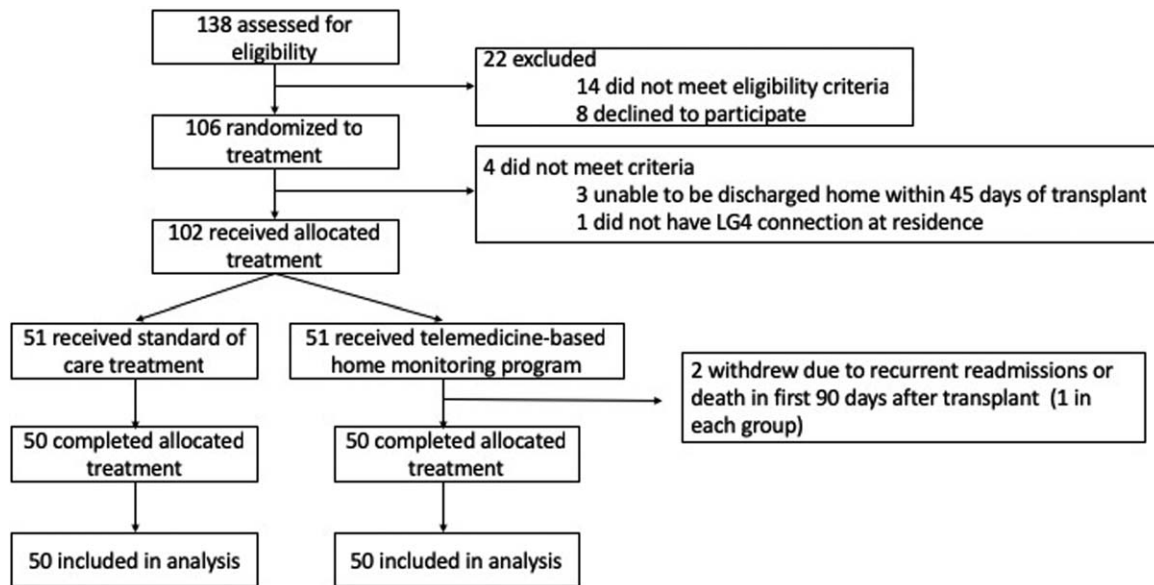 138 assessed for
eligibility
22 excluded
14 did not meet eligibility criteria
8 declined to participate
106 randomized to
treatment
4 did not meet criteria
3 unable to be discharged home within 45 days of transplant
1 did not have LG4 connection at residence
102 received allocated
treatment
51 received standard of
care treatment
51 received telemedicine-based
home monitoring program
2 withdrew due to recurrent readmissions or
death in first 90 days after transplant (1 in
each group)
50 completed allocated
treatment
50 completed allocated
treatment
50 included in analysis
50 included in analysis